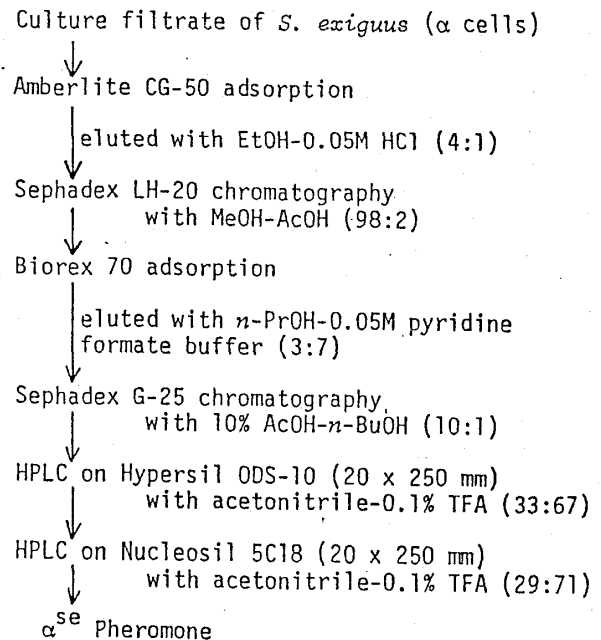 Culture filtrate of S. exiguus (α cells)
Amberlite CG-50 adsorption
eluted with EtOH-0.05M HCl (4:1)
Sephadex LH-20 chromatography
with MeOH-AcOH (98:2)
Biorex 70 adsorption
eluted with n-PrOH-0.05M pyridine
formate buffer (3:7)
Sephadex G-25 chromatography
with 10% AcOH-n-BuOH (10:1)
HPLC on Hypersil ODS-10 (20 x 250 mm)
with acetonitrile-0.1% TFA (33:67)
HPLC on Nucleosil 5C18 (20 x 250 mm)
with acetonitrile-0.1% TFA (29:71)
α^se Pheromone